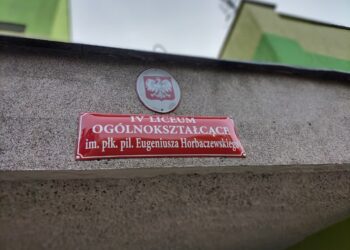 IV LICEUM
OGÓLNOKSZTAŁCĄCE
im. płk. pil. Eugeniusza Horbaczewskiego